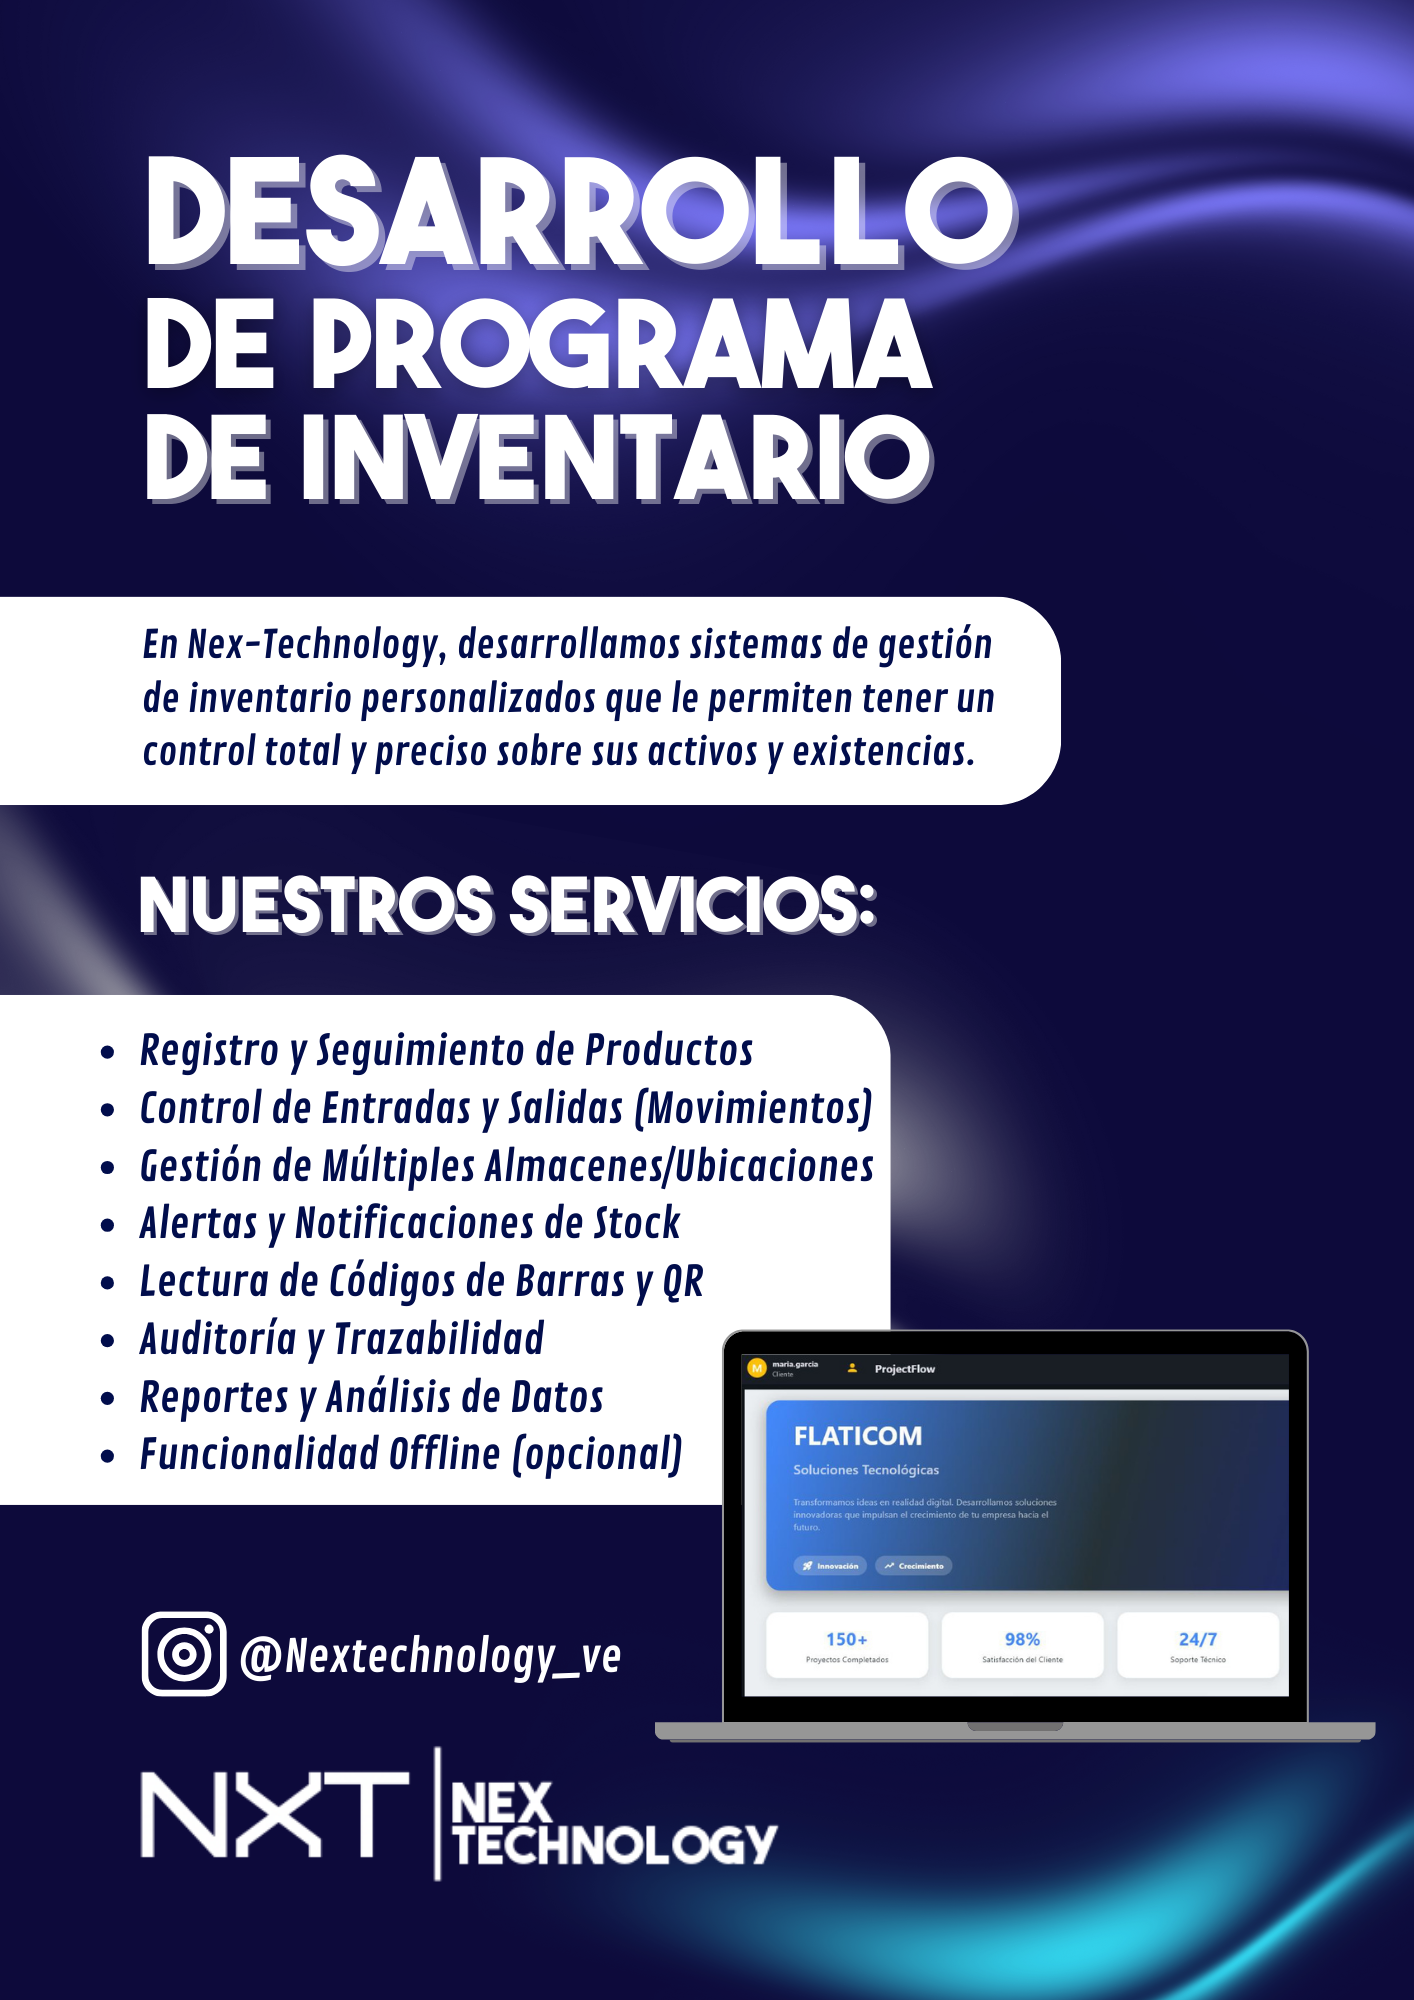 DESARROLLO
DE PROGRAMA
DE INVENTARIO
En Nex-Technology, desarrollamos sistemas de gestión
de inventario personalizados que le permiten tener un
control total y preciso sobre sus activos y existencias.
NUESTROS SERVICIOS:
• Registro y Seguimiento de Productos
• Control de Entradas y Salidas (Movimientos)
• Gestión de Múltiples Almacenes/Ubicaciones
• Alertas y Notificaciones de Stock
• Lectura de Códigos de Barras y QR
• Auditoría y Trazabilidad
• Reportes y Análisis de Datos
• Funcionalidad Offline (opcional)
M
maria.garcia
Cliente
ProjectFlow
FLATICOM
Soluciones Tecnológicas
Transformamos ideas en realidad digital. Desarrollamos soluciones
innovadoras que impulsan el crecimiento de tu empresa hacia el
futuro.
Innovación
Crecimiento
150+
Proyectos Completados
98%
Satisfacción del Cliente
24/7
Soporte Técnico
@Nextechnology_ve
NXT
NEX
TECHNOLOGY